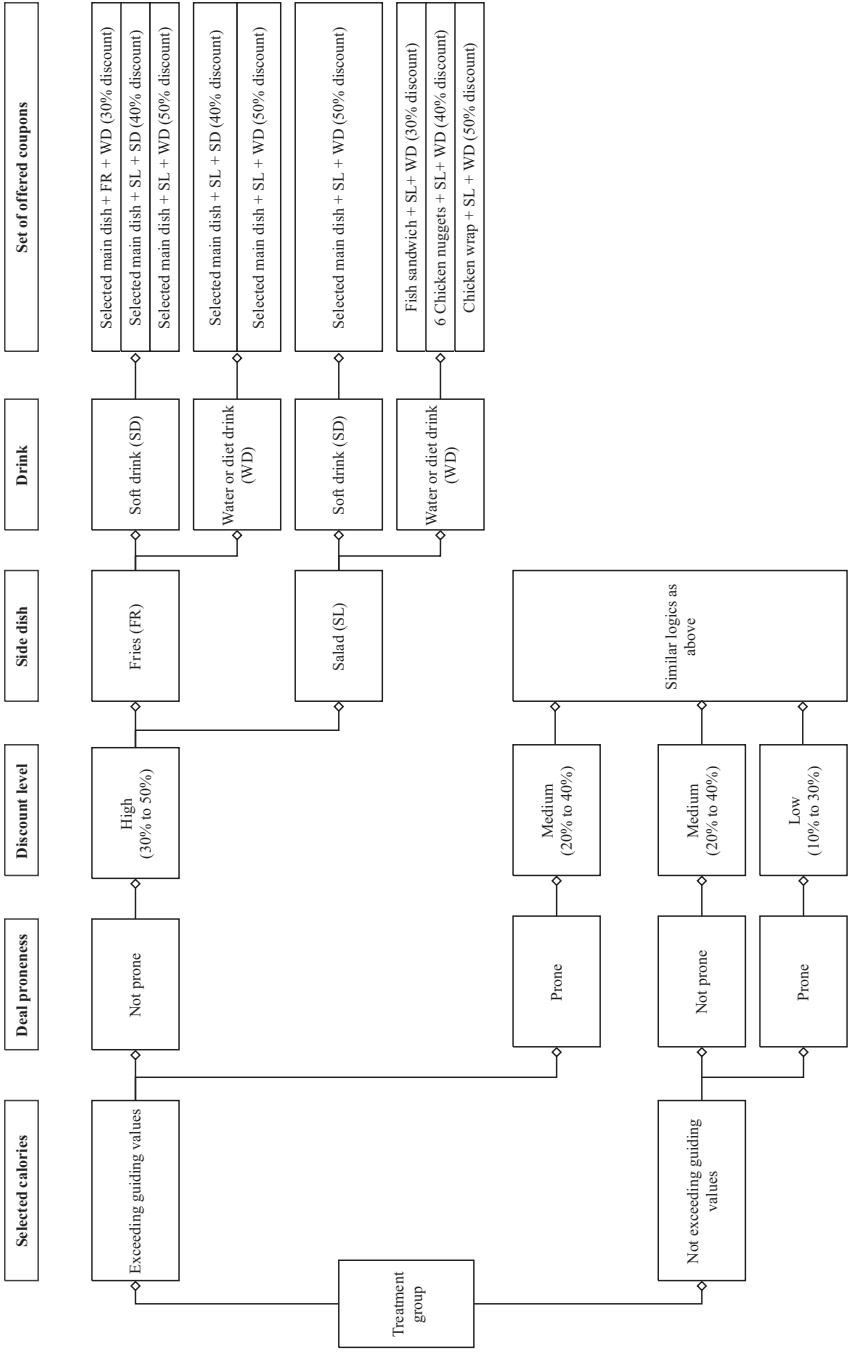 Selected calories
Deal proneness
Discount level
Side dish
Drink
Set of offered coupons
Treatment
group
Exceeding guiding values
Not prone
High
(30% to 50%)
Fries (FR)
Soft drink (SD)
Selected main dish + FR + WD (30% discount)
Selected main dish + SL + SD (40% discount)
Selected main dish + SL + WD (50% discount)
Water or diet drink
(WD)
Selected main dish + SL + SD (40% discount)
Selected main dish + SL + WD (50% discount)
Salad (SL)
Soft drink (SD)
Selected main dish + SL + WD (50% discount)
Water or diet drink
(WD)
Fish sandwich + SL+ WD (30% discount)
6 Chicken nuggets + SL+ WD (40% discount)
Chicken wrap + SL + WD (50% discount)
Prone
Medium
(20% to 40%)
Similar logics as
above
Not exceeding guiding
values
Not prone
Medium
(20% to 40%)
Prone
Low
(10% to 30%)